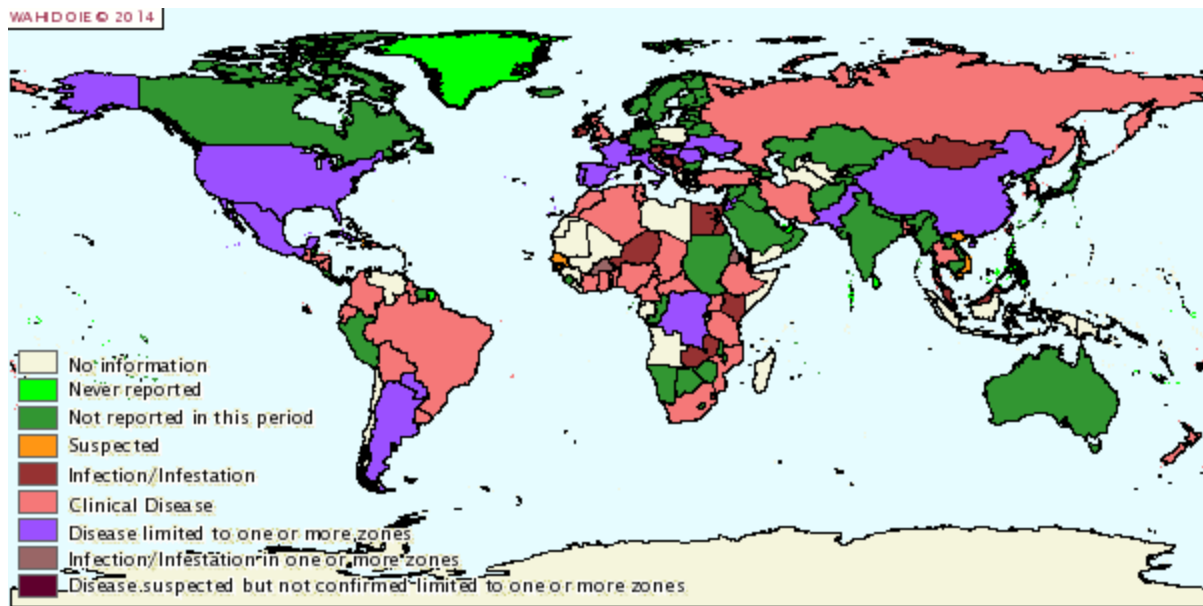 WAHIDOIE© 2014
No information
Never reported
Not reported in this period
Suspected
Infection/Infestation
Clinical Disease
Disease limited to one or more zones
Infection/Infestation in one or more zones
Disease suspected but not confirmed limited to one or more zones